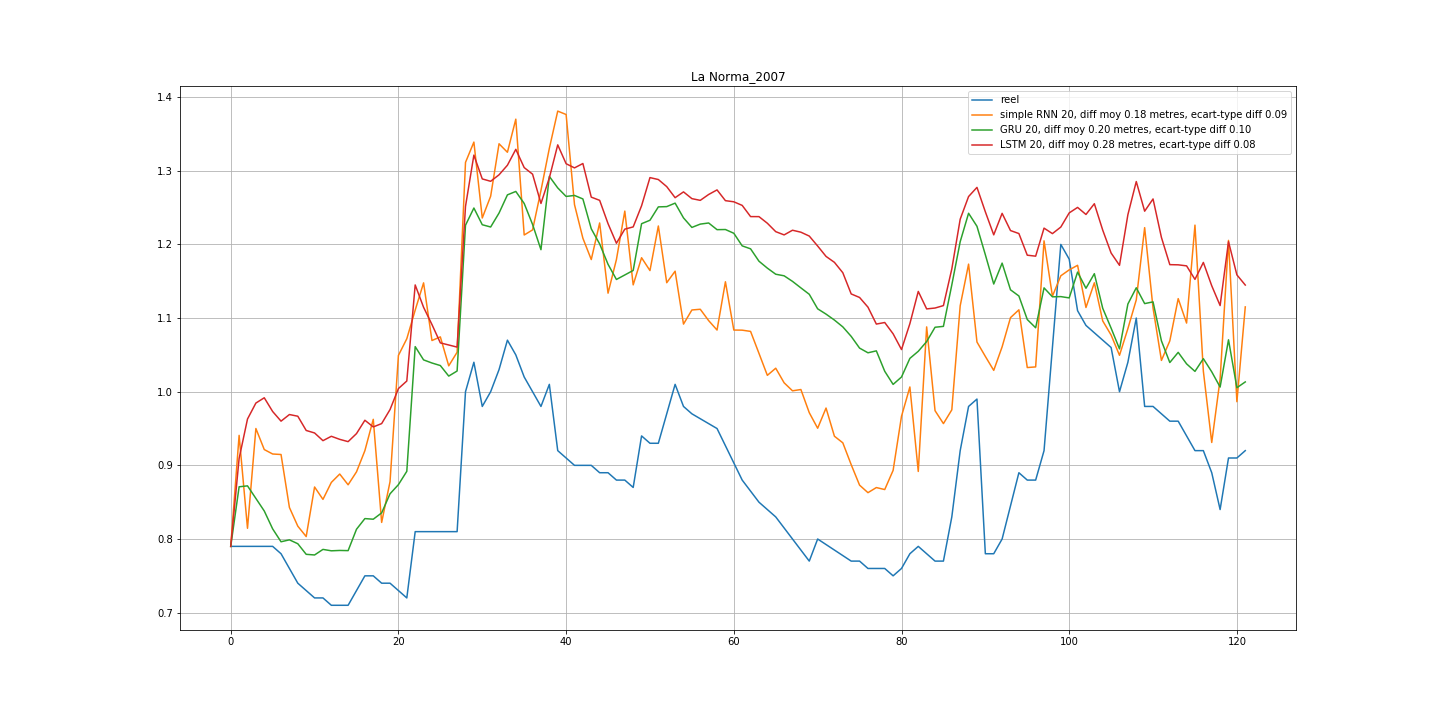 La Norma_2007
reel
simple RNN 20, diff moy 0.18 metres, ecart-type diff 0.09
GRU 20, diff moy 0.20 metres, ecart-type diff 0.10
LSTM 20, diff moy 0.28 metres, ecart-type diff 0.08
1.4
1.3
1.2
1.1
1.0
0.9
0.8
0.7
0 20 40 60 80 100 120